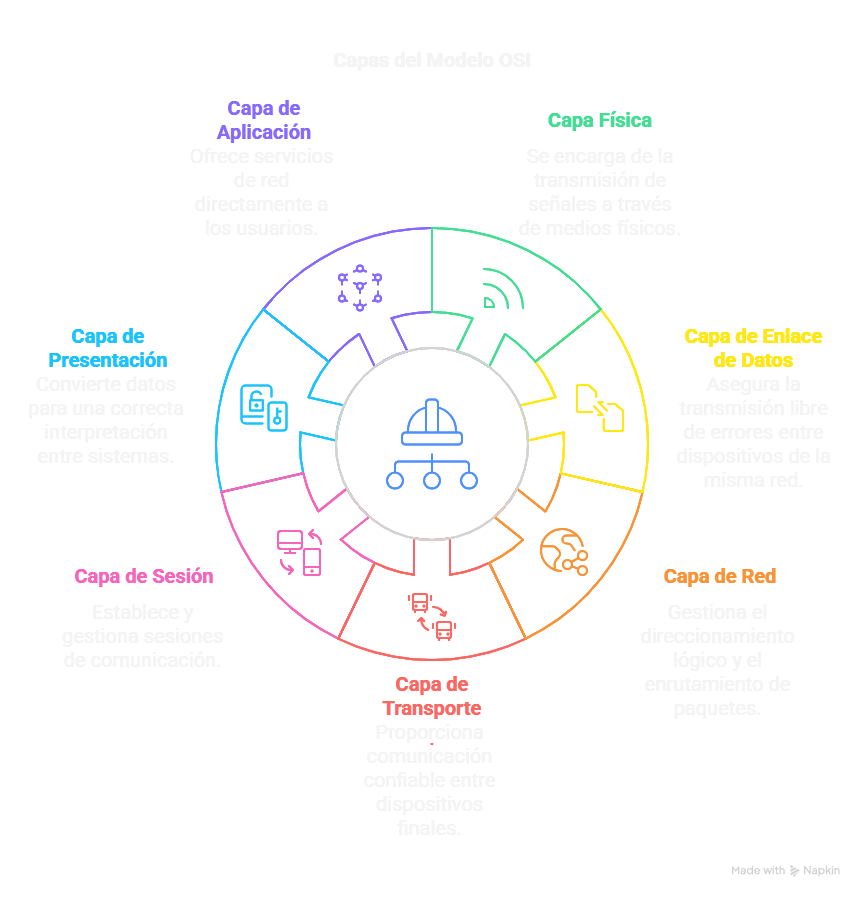 Capas del Modelo OSI
Capa de
Aplicación
Ofrece servicios
de red
directamente a
los usuarios.
Capa Física
Se encarga de la
transmisión de
señales a través
de medios físicos.
Capa de
Presentación
Convierte datos
para una correcta
interpretación
entre sistemas.
Capa de Enlace
de Datos
Asegura la
transmisión libre
de errores entre
dispositivos de la
misma red.
Capa de Sesión
Establece y
gestiona sesiones
de comunicación.
Capa de Red
Gestiona el
direccionamiento
lógico y el
enrutamiento de
paquetes.
Capa de
Transporte
Proporciona
comunicación
confiable entre
dispositivos
finales.
Made with Napkin